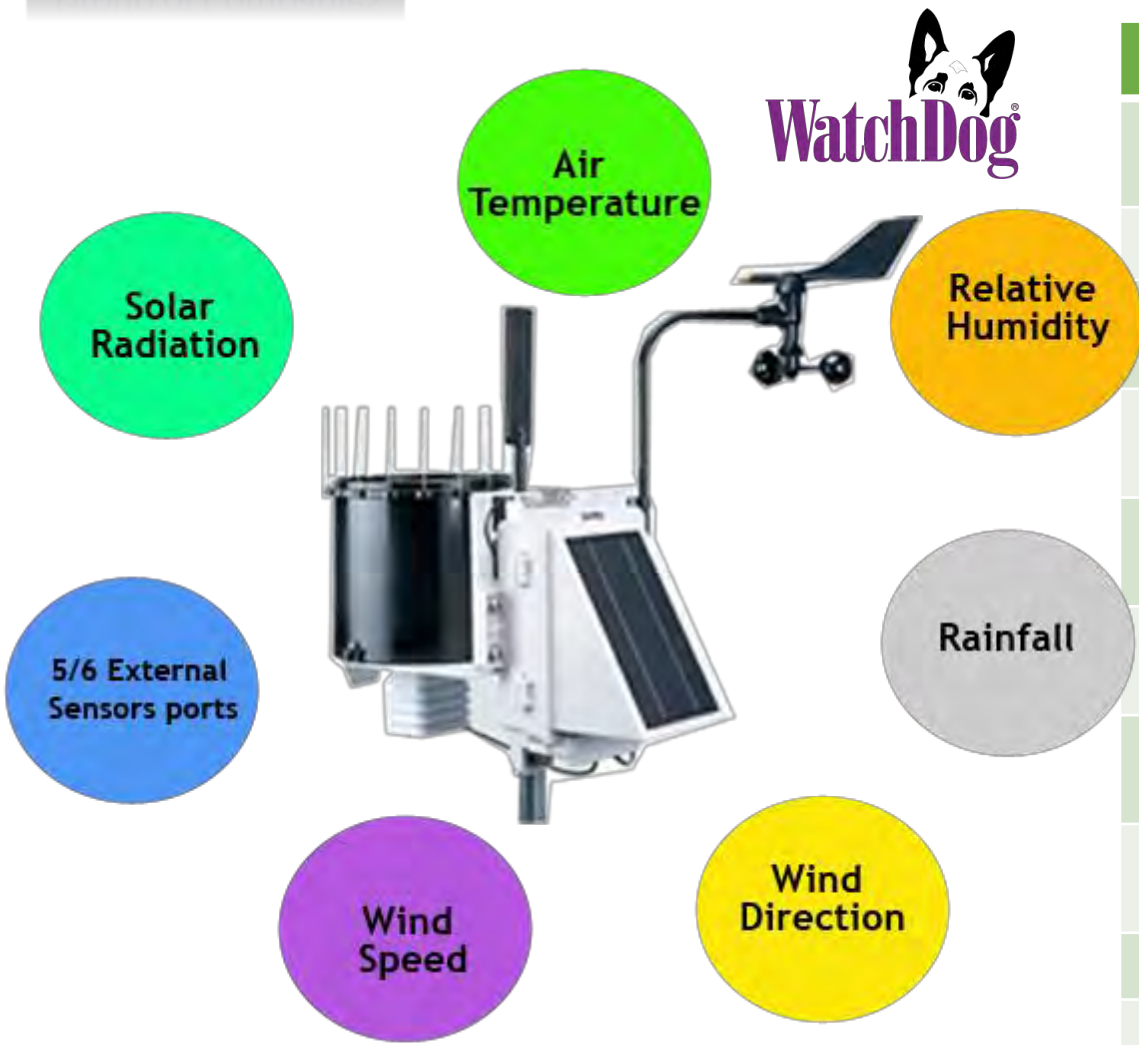 WatchDog®
Air
Temperature
Solar
Radiation
Relative
Humidity
5/6 External
Sensors ports
Rainfall
Wind
Speed
Wind
Direction